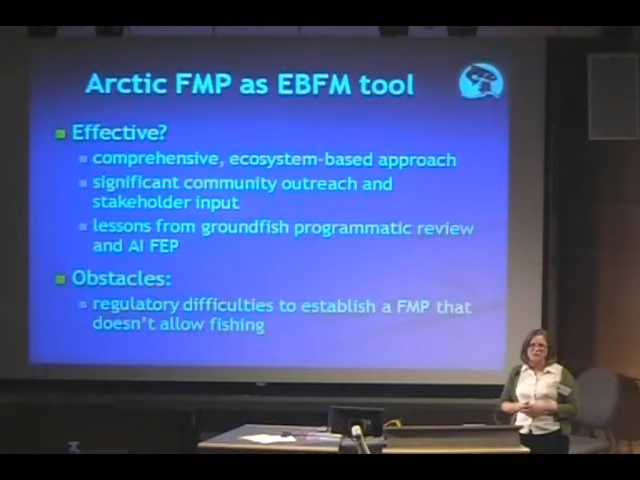 Arctic FMP as EBFM tool
Effective?
comprehensive, ecosystem-based approach
significant community outreach and
stakeholder input
lessons from groundfish programmatic review
and AI FEP
Obstacles:
regulatory difficulties to establish a FMP that
doesn't allow fishing